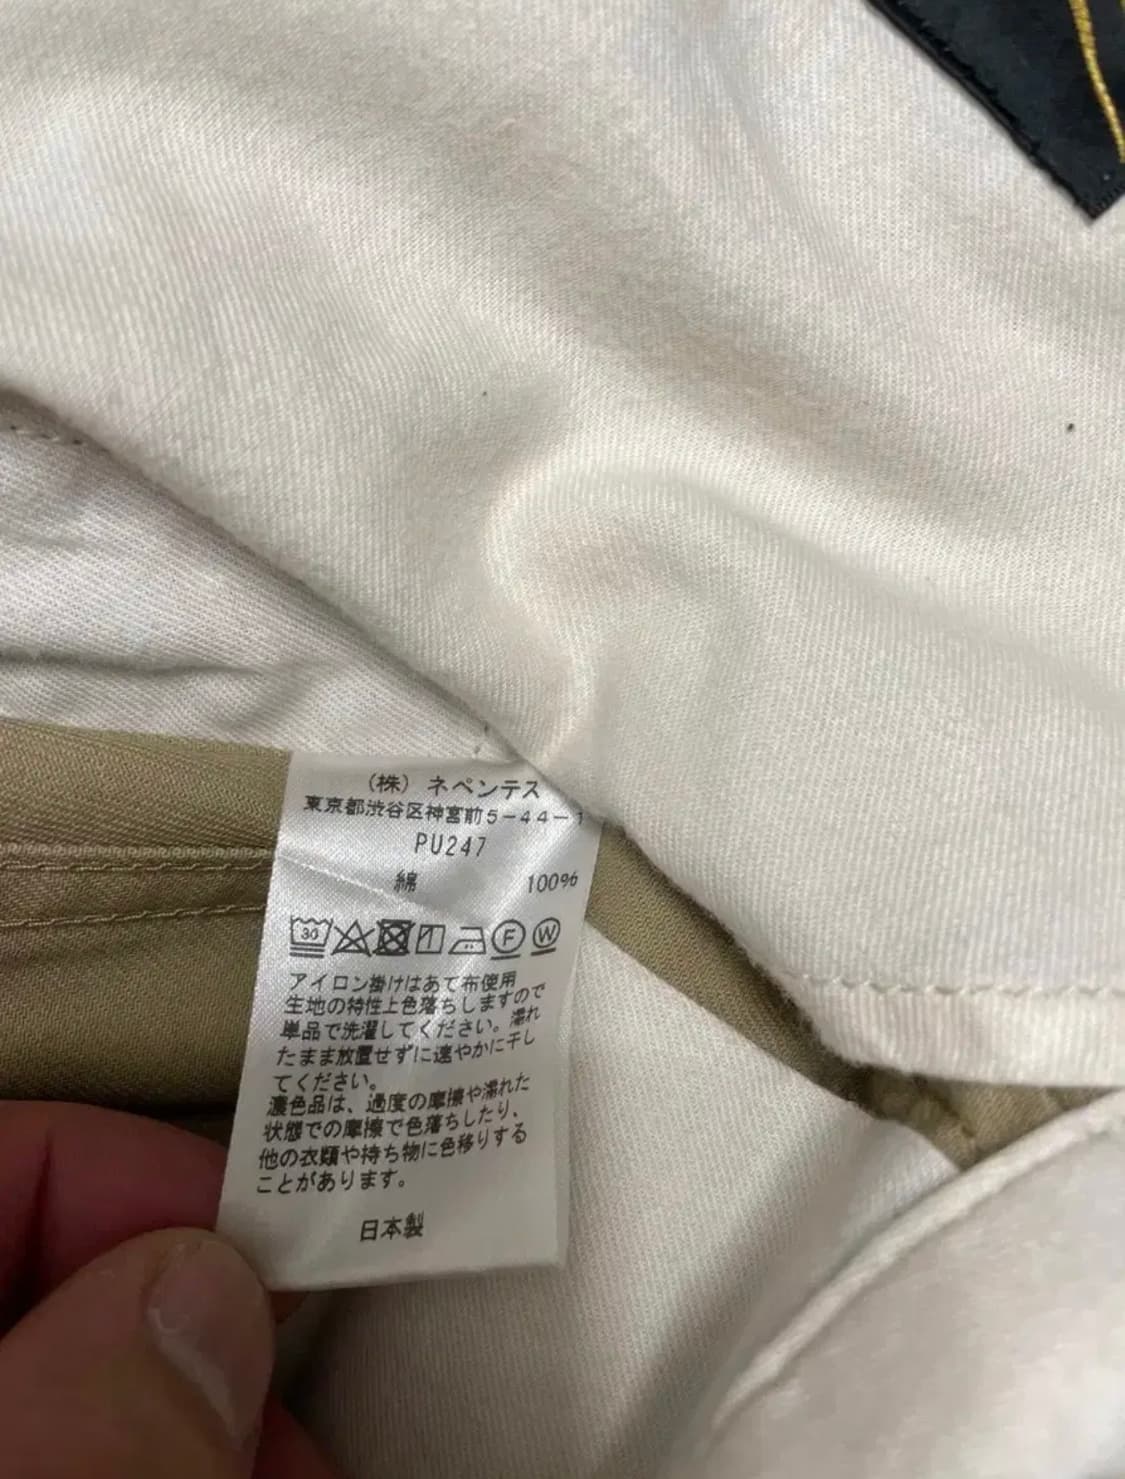 （株）ネペンテス
東京都渋谷区神宮前5-44-1
PU247
綿 100%
30 F W
アイロン掛けはあて布使用
生地の特性上色落ちしますので
単品で洗濯してください。濡れ
たまま放置せずに速やかに干し
てください。
濃色品は、過度の摩擦や濡れた
状態での摩擦で色落ちしたり、
他の衣類や持ち物に色移りする
ことがあります。
日本製